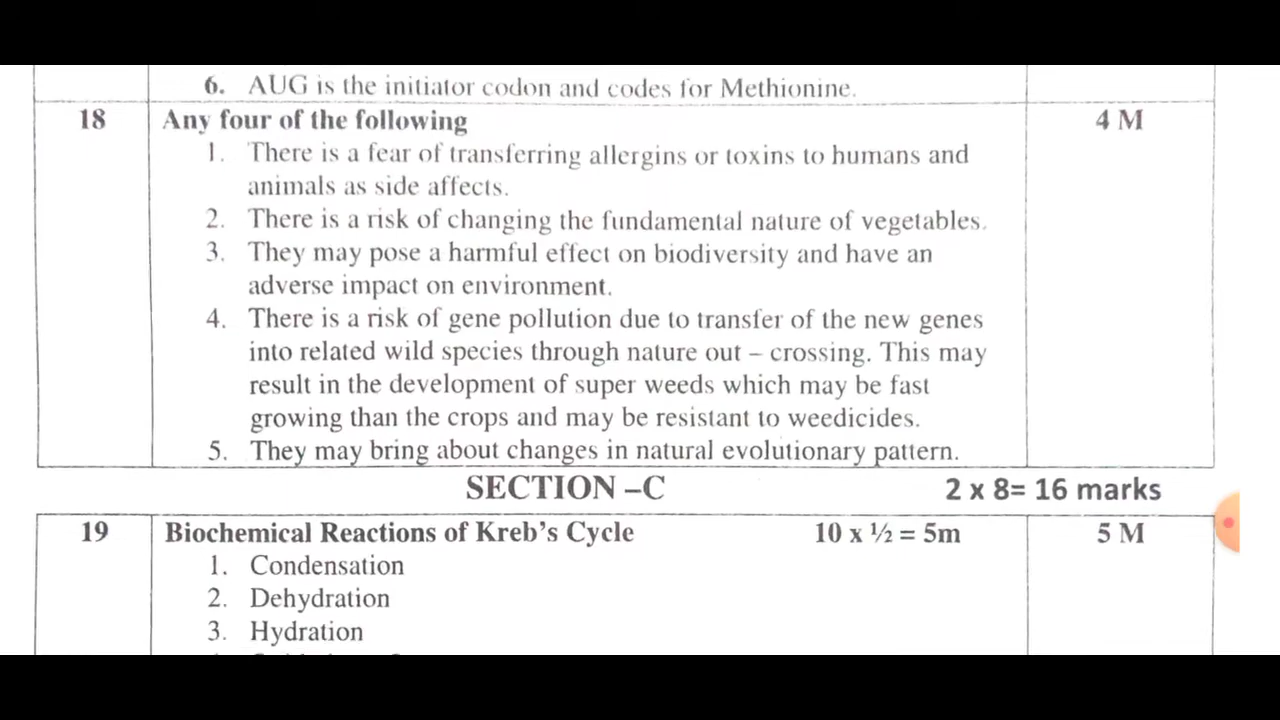 6. AUG is the initiator codon and codes for Methionine.
18 Any four of the following 4 M
1. There is a fear of transferring allergins or toxins to humans and
animals as side affects.
2. There is a risk of changing the fundamental nature of vegetables.
3. They may pose a harmful effect on biodiversity and have an
adverse impact on environment.
4. There is a risk of gene pollution due to transfer of the new genes
into related wild species through nature out – crossing. This may
result in the development of super weeds which may be fast
growing than the crops and may be resistant to weedicides.
5. They may bring about changes in natural evolutionary pattern.
SECTION –C 2 x 8= 16 marks
19 Biochemical Reactions of Kreb's Cycle 10 x ½ = 5m 5 M
1. Condensation
2. Dehydration
3. Hydration